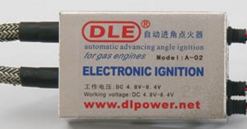 DLE 自动进角点火器
automatic advancing angle ignition
for gas engines Model: A-02
ELECTRONIC IGNITION
工作电压: DC 4.8V-8.4V
Working voltage: DC 4.8V-8.4V
www.dlpower.net